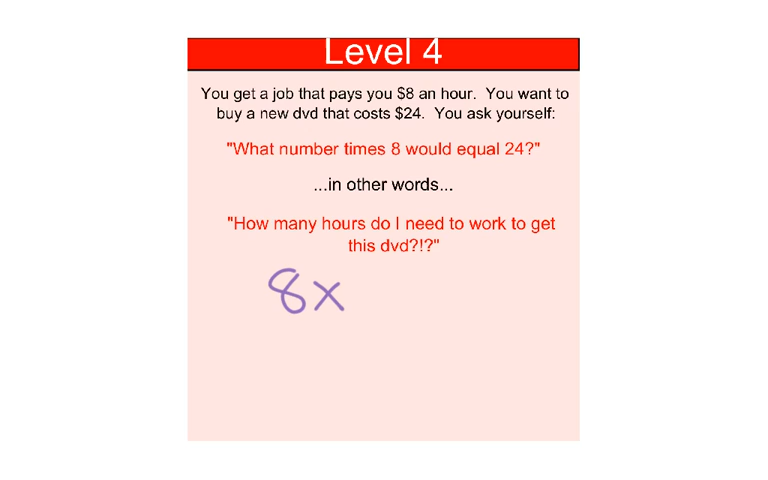 Level 4
You get a job that pays you $8 an hour. You want to
buy a new dvd that costs $24. You ask yourself:
"What number times 8 would equal 24?"
...in other words...
"How many hours do I need to work to get
this dvd?!?"
8x